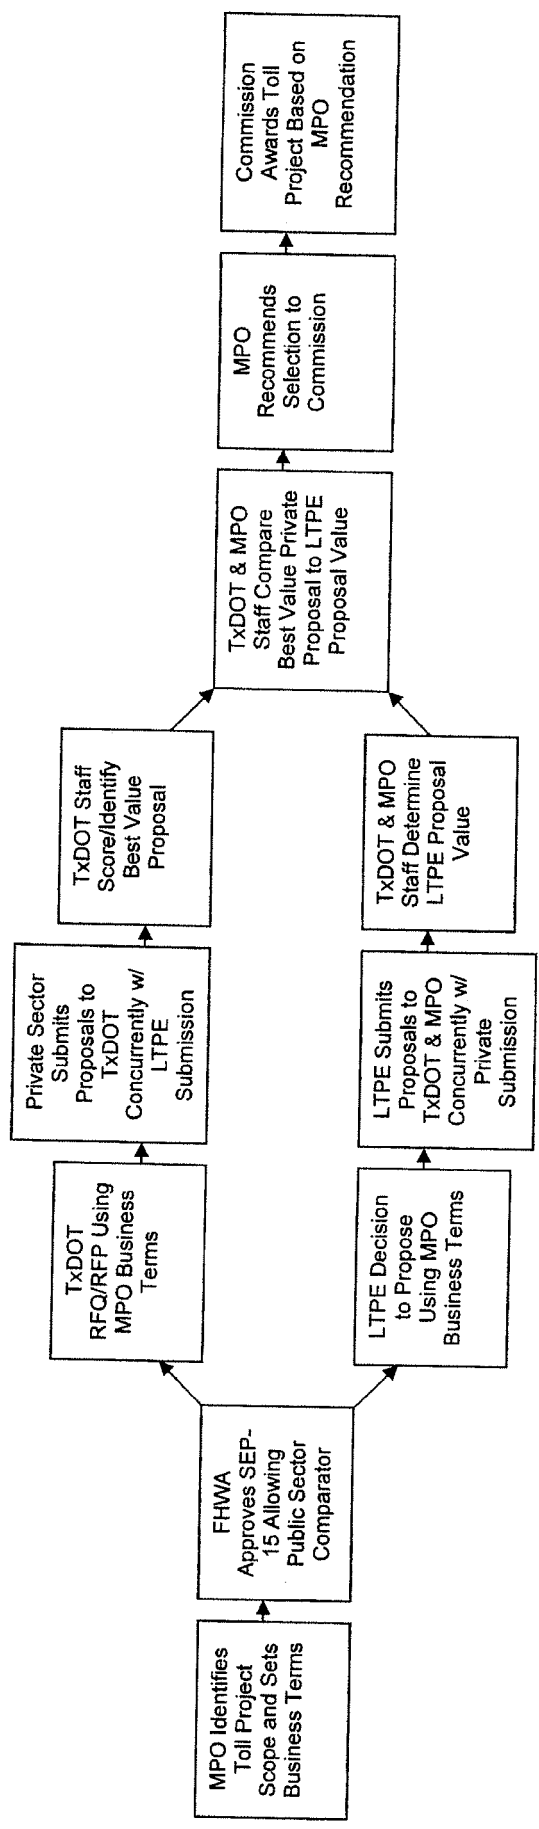 MPO Identifies
Toll Project
Scope and Sets
Business Terms
FHWA
Approves SEP-
15 Allowing
Public Sector
Comparator
TxDOT
RFQ/RFP Using
MPO Business
Terms
Private Sector
Submits
Proposals to
TxDOT
Concurrently w/
LTPE
Submission
TxDOT Staff
Score/Identify
Best Value
Proposal
LTPE Decision
to Propose
Using MPO
Business Terms
LTPE Submits
Proposals to
TxDOT & MPO
Concurrently w/
Private
Submission
TxDOT & MPO
Staff Determine
LTPE Proposal
Value
TxDOT & MPO
Staff Compare
Best Value Private
Proposal to LTPE
Proposal Value
MPO
Recommends
Selection to
Commission
Commission
Awards Toll
Project Based on
MPO
Recommendation